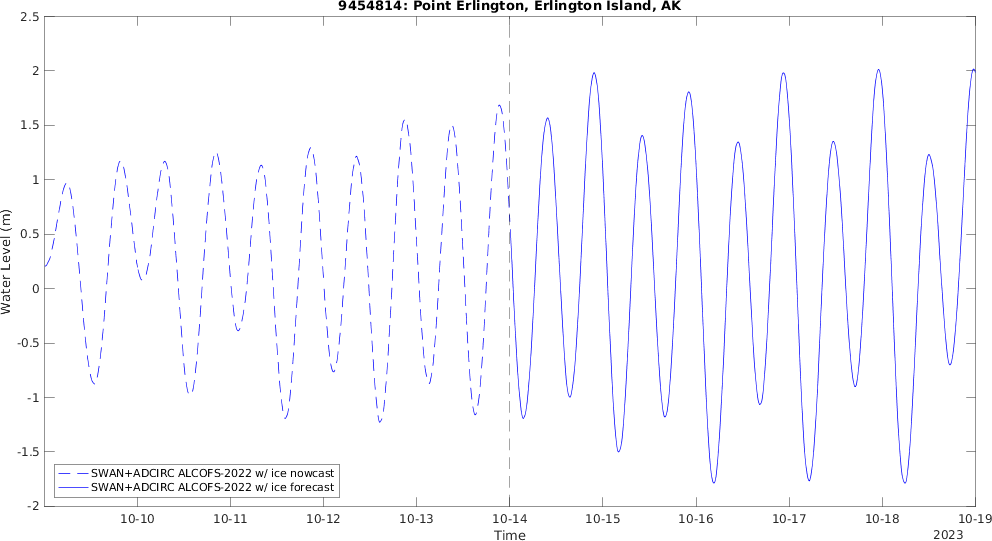 9454814: Point Erlington, Erlington Island, AK
2.5
2
1.5
1
0.5
0
-0.5
-1
-1.5
-2
Water Level (m)
SWAN+ADCIRC ALCOFS-2022 w/ ice nowcast
SWAN+ADCIRC ALCOFS-2022 w/ ice forecast
10-10 10-11 10-12 10-13 10-14 10-15 10-16 10-17 10-18 10-19
Time
2023